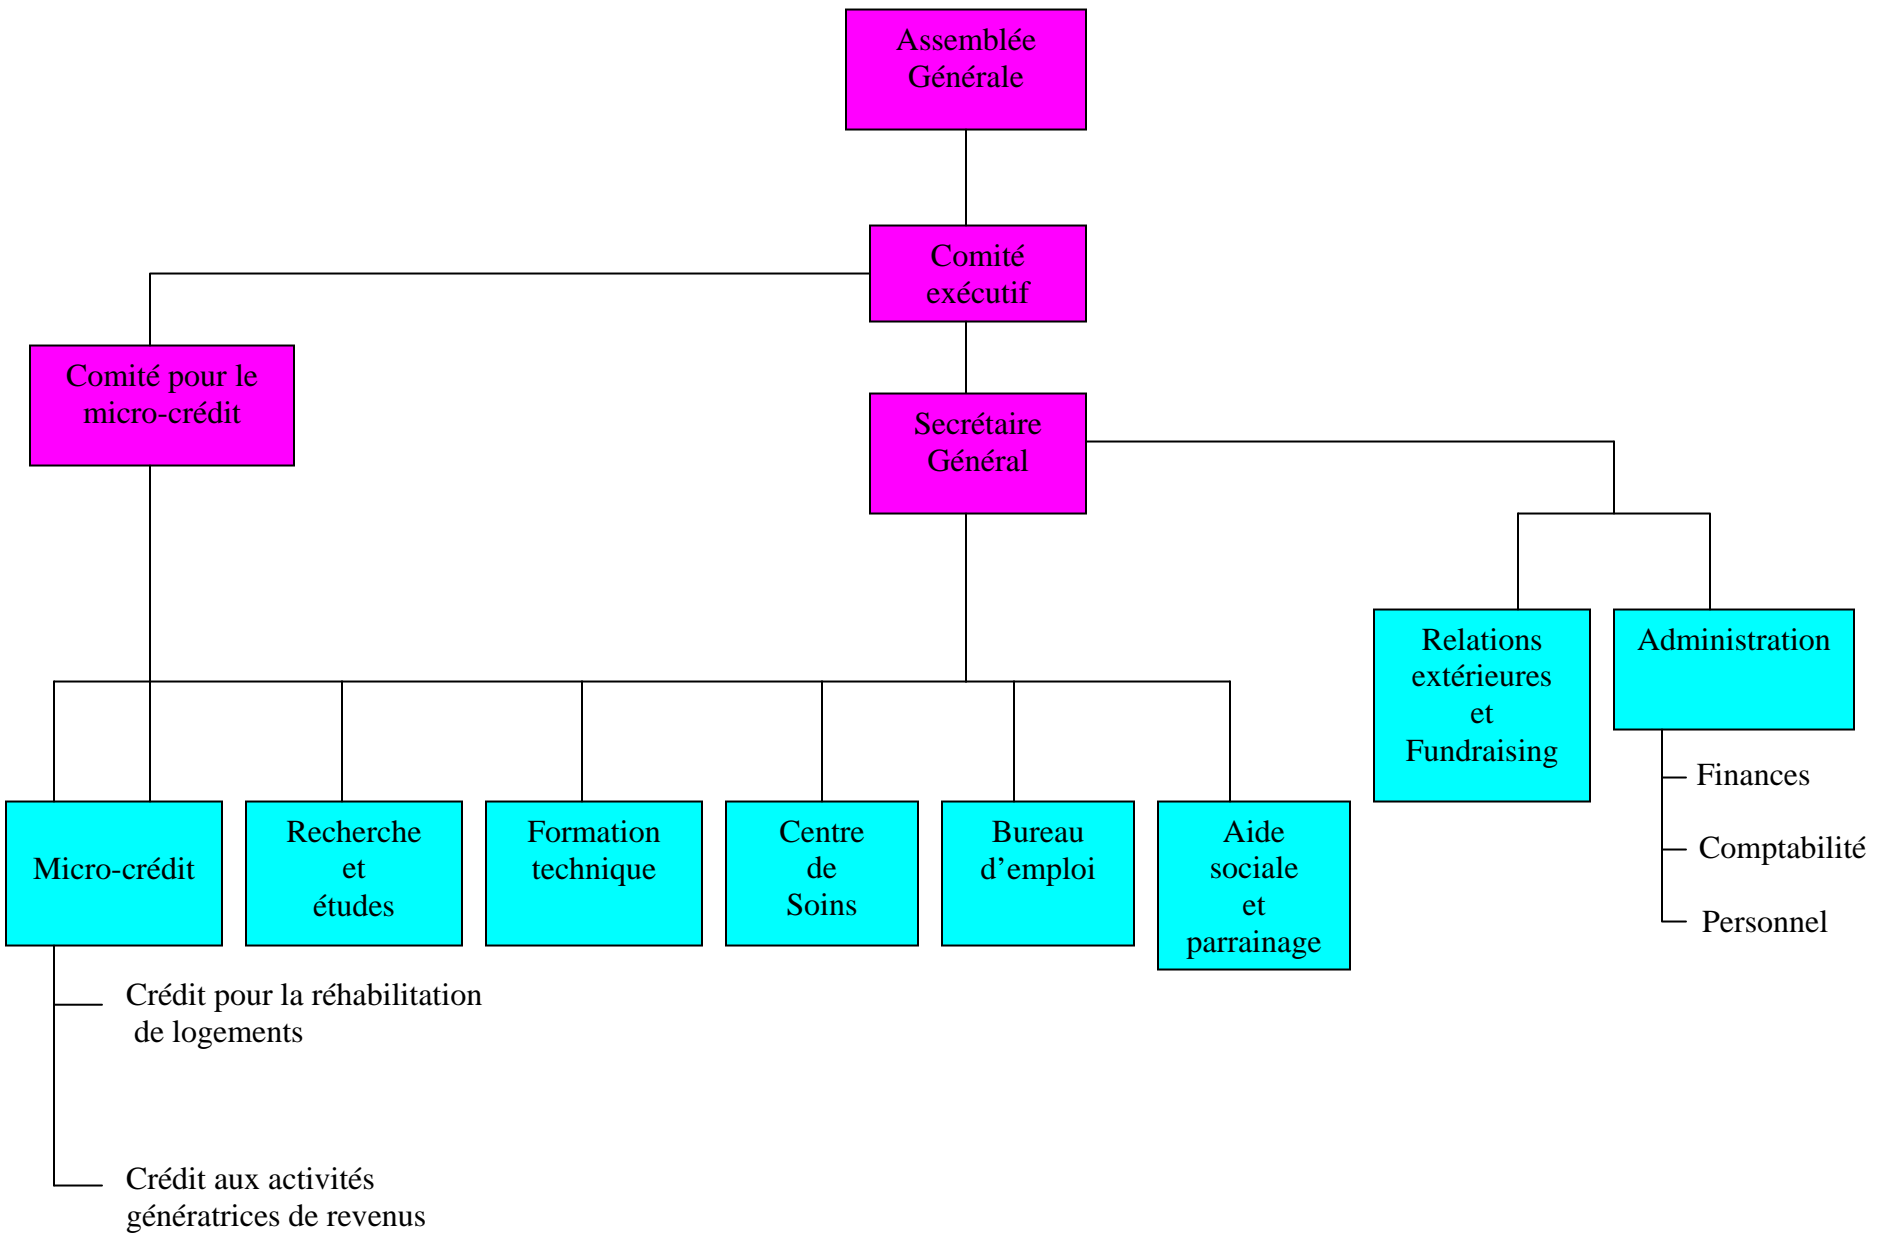 Assemblée
Générale
Comité
exécutif
Comité pour le
micro-crédit
Secrétaire
Général
Relations
extérieures
et
Fundraising
Administration
Finances
Comptabilité
Personnel
Micro-crédit
Recherche
et
études
Formation
technique
Centre
de
Soins
Bureau
d’emploi
Aide
sociale
et
parrainage
Crédit pour la réhabilitation
de logements
Crédit aux activités
génératrices de revenus